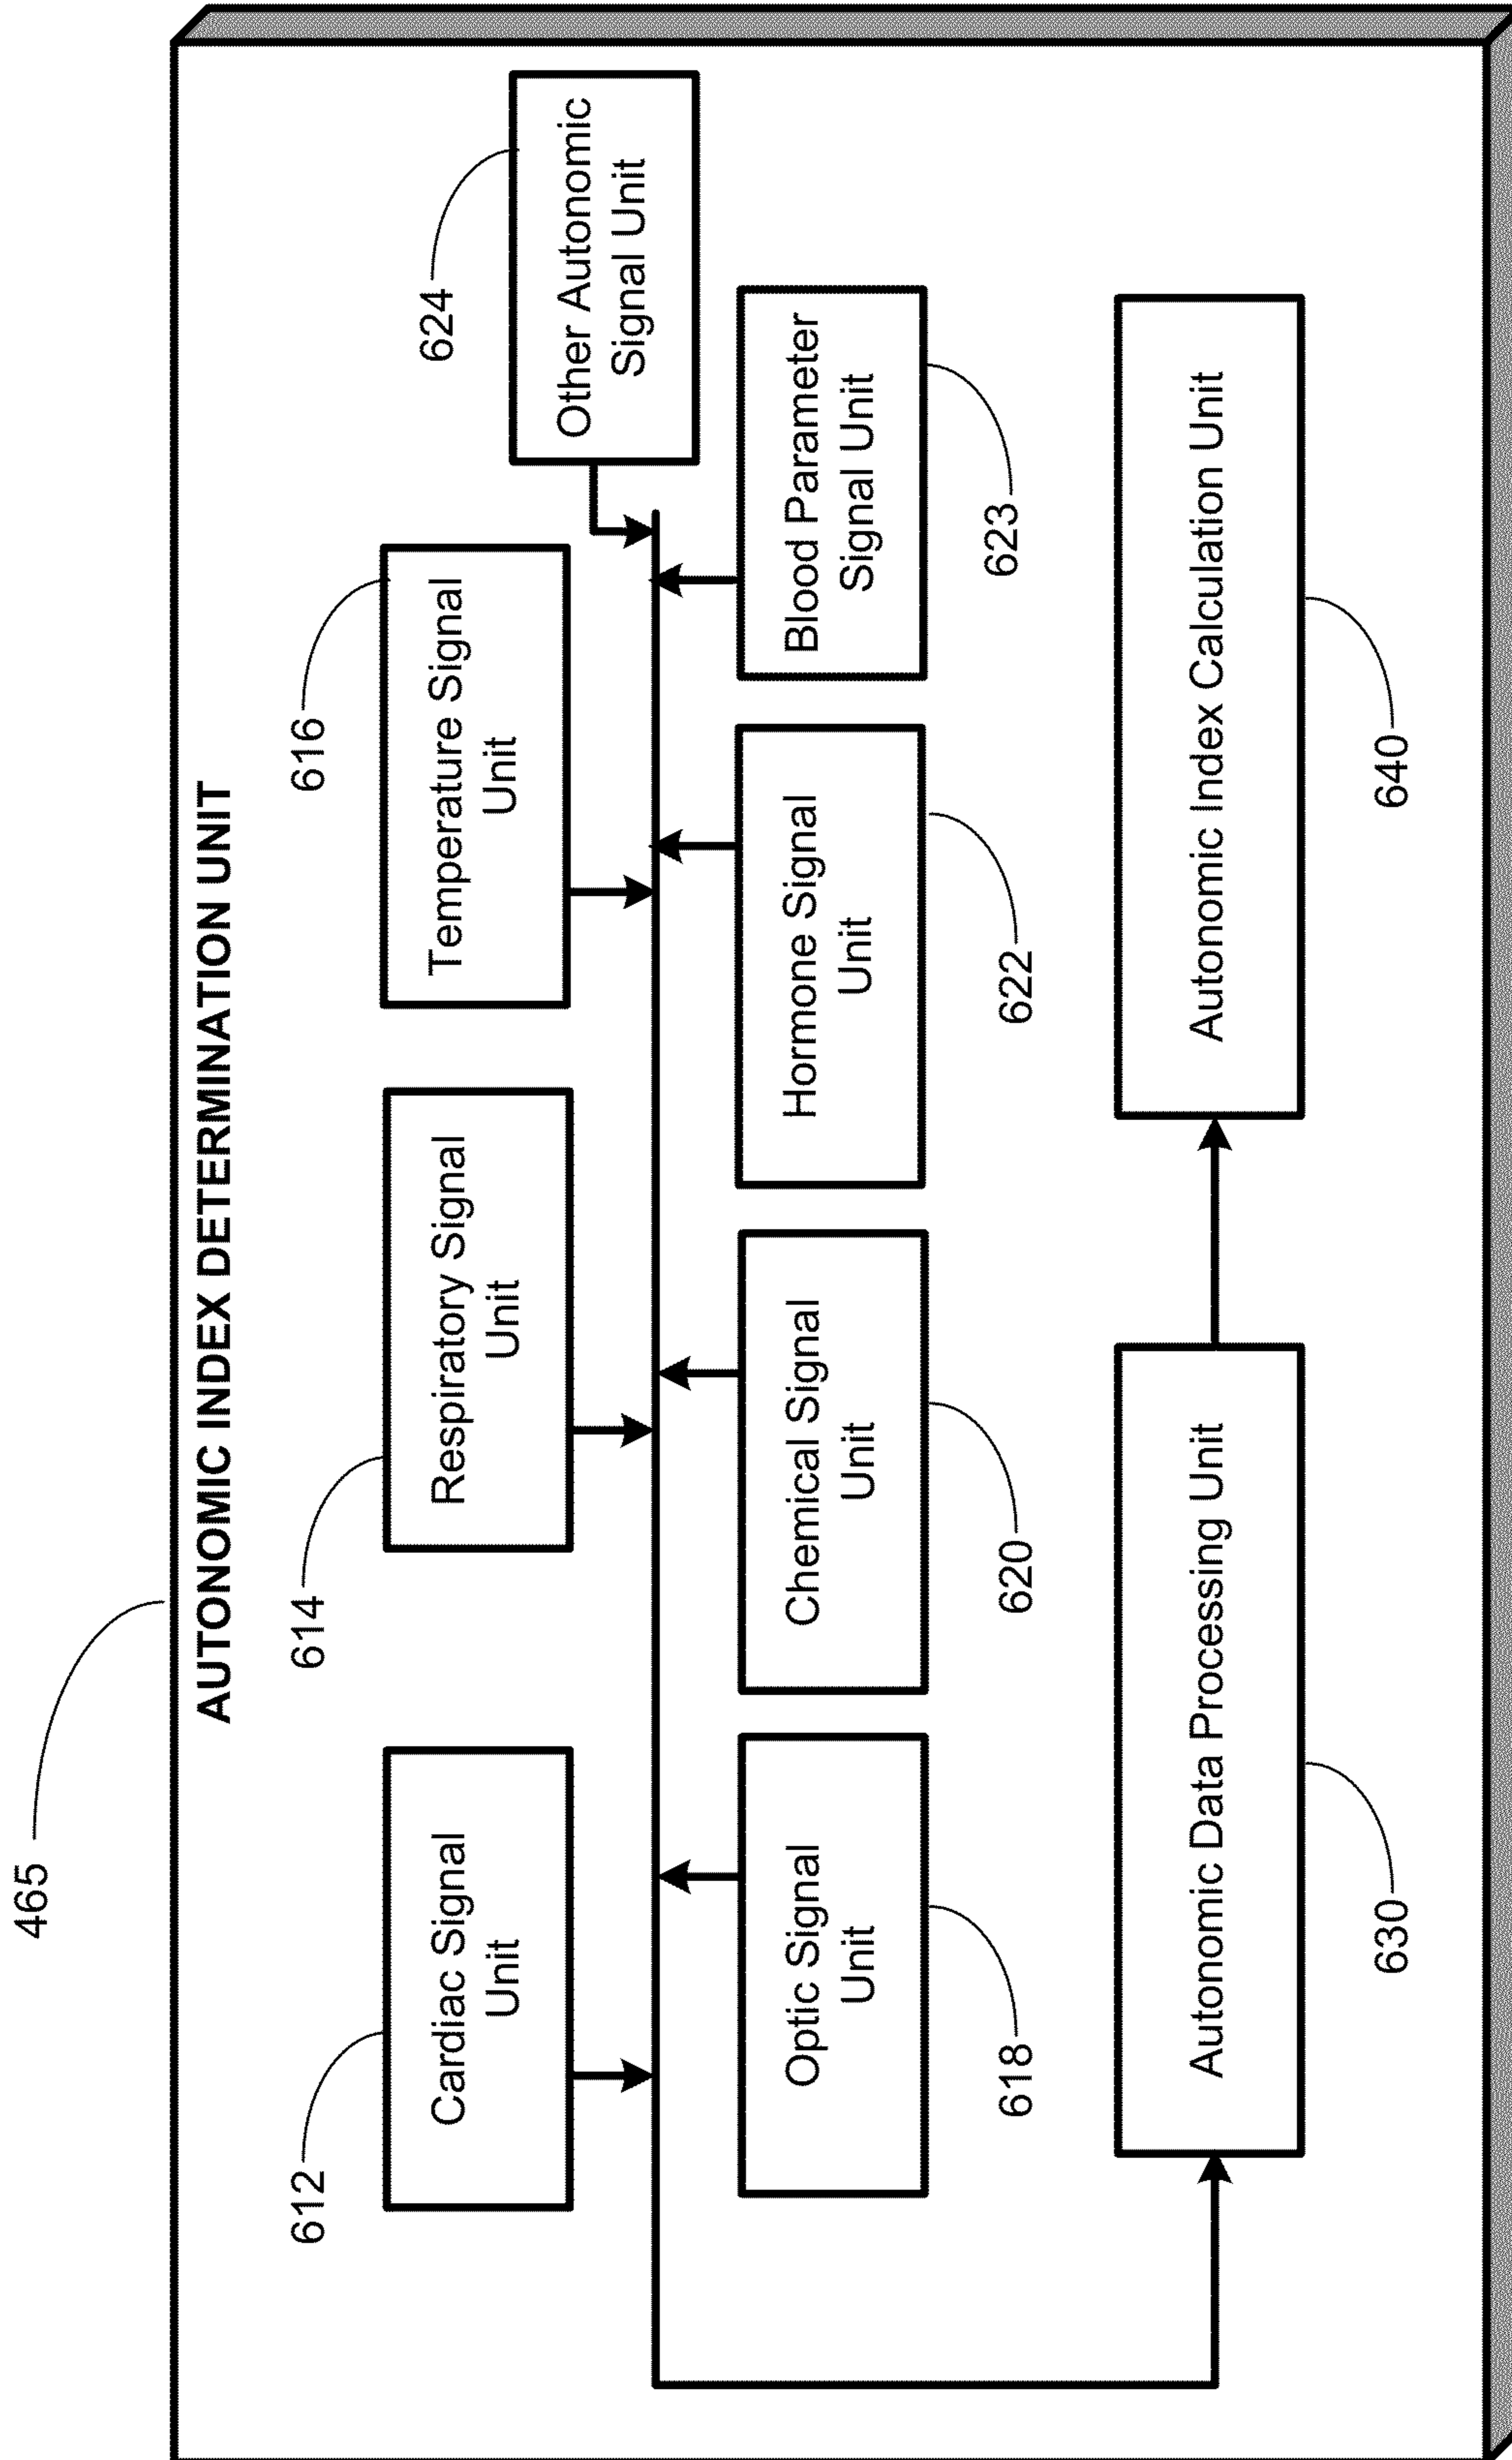 465
AUTONOMIC INDEX DETERMINATION UNIT
612
614
616
624
Cardiac Signal
Unit
Respiratory Signal
Unit
Temperature Signal
Unit
Other Autonomic
Signal Unit
Optic Signal
Unit
Chemical Signal
Unit
Hormone Signal
Unit
Blood Parameter
Signal Unit
618
620
622
623
Autonomic Data Processing Unit
Autonomic Index Calculation Unit
630
640